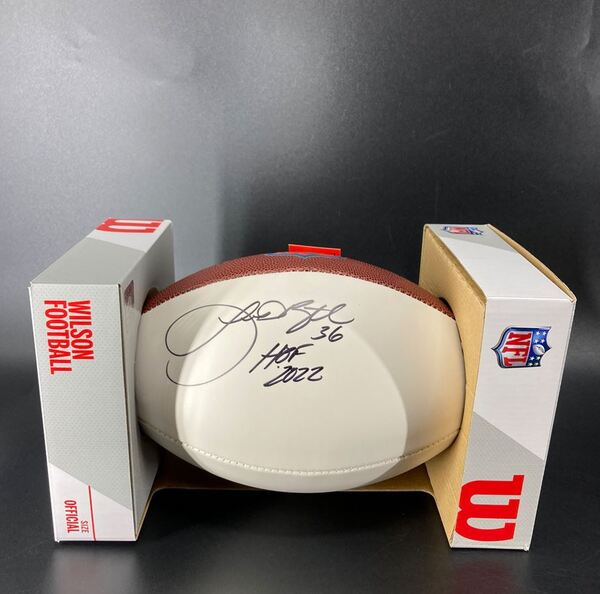 WILSON
FOOTBALL
OFFICIAL
SIZE
36
HOF
2022
NFL